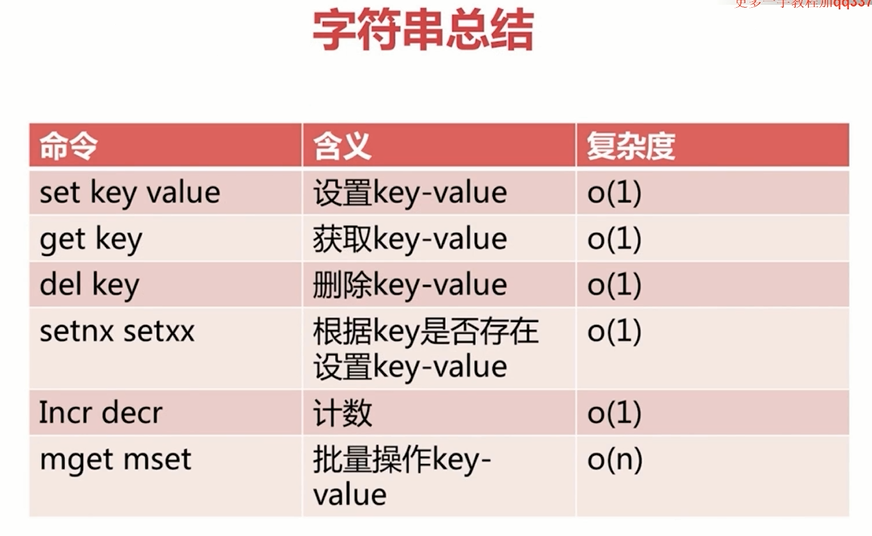 字符串总结
命令 含义 复杂度
set key value 设置key-value o(1)
get key 获取key-value o(1)
del key 删除key-value o(1)
setnx setxx 根据key是否存在 o(1)
设置key-value
Incr decr 计数 o(1)
mget mset 批量操作key- o(n)
value